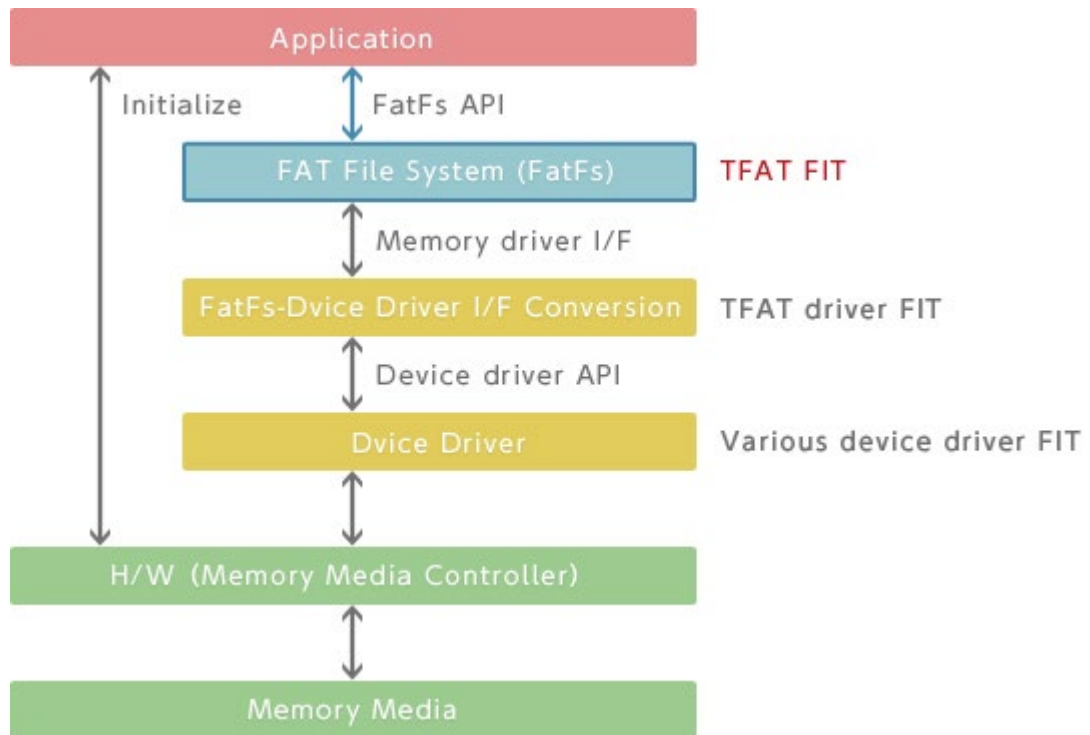 Application
Initialize
FatFs API
FAT File System (FatFs)
TFAT FIT
Memory driver I/F
FatFs-Dvice Driver I/F Conversion
TFAT driver FIT
Device driver API
Dvice Driver
Various device driver FIT
H/W (Memory Media Controller)
Memory Media